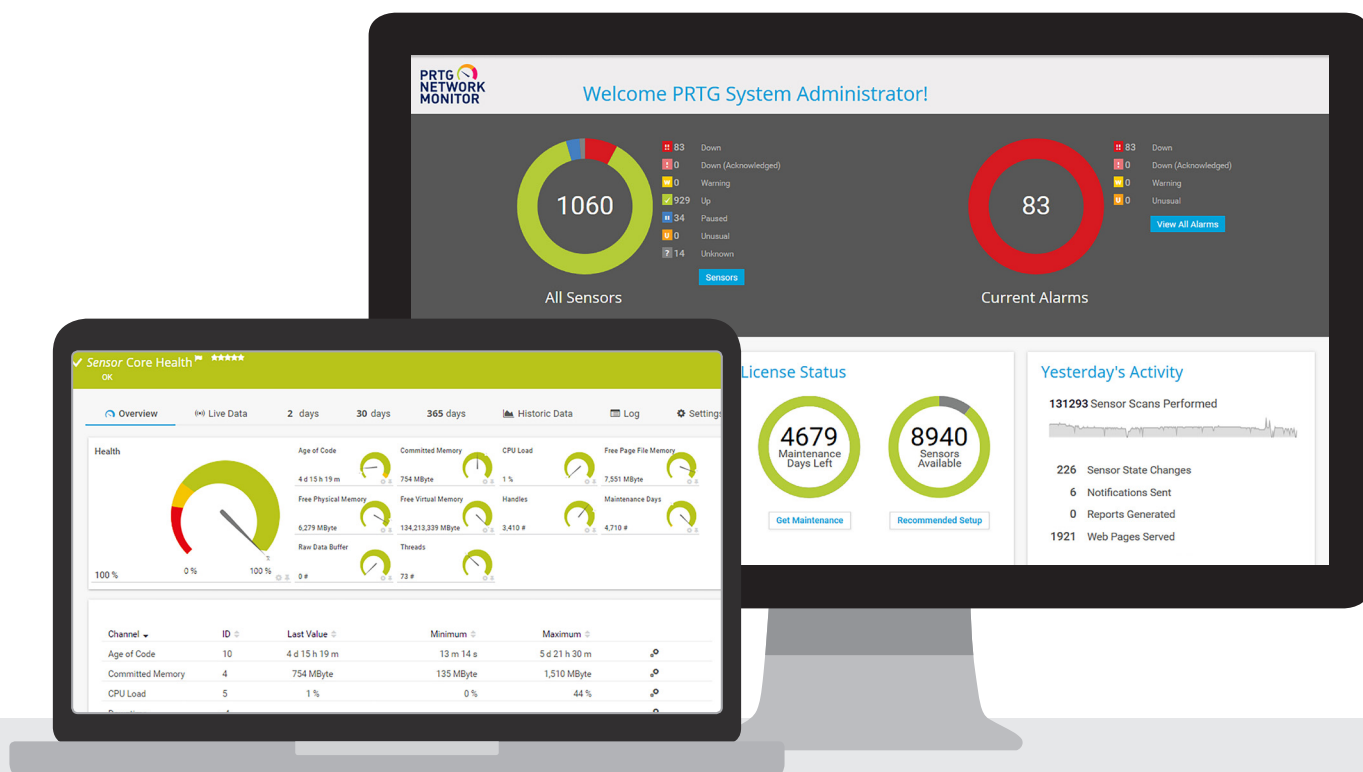 PRTG
NETWORK
MONITOR
Welcome PRTG System Administrator!
1060
All Sensors
!! 83 Down
! 0 Down (Acknowledged)
W 0 Warning
929 Up
34 Paused
U 0 Unusual
? 14 Unknown
Sensors
83
Current Alarms
!! 83 Down
! 0 Down (Acknowledged)
W 0 Warning
U 0 Unusual
View All Alarms
License Status
4679
Maintenance
Days Left
Get Maintenance
8940
Sensors
Available
Recommended Setup
Yesterday's Activity
131293 Sensor Scans Performed
226 Sensor State Changes
6 Notifications Sent
0 Reports Generated
1921 Web Pages Served
Sensor Core Health
OK
Overview Live Data 2 days 30 days 365 days Historic Data Log Settings
Health
100 %
0 % 100 %
Age of Code
4 d 15 h 19 m
Committed Memory
754 MByte
CPU Load
1 %
Free Page File Memory
7,551 MByte
Free Physical Memory
6,279 MByte
Free Virtual Memory
134,213,339 MByte
Handles
3,410 #
Maintenance Days
4,710 #
Raw Data Buffer
0 #
Threads
73 #
Channel ID Last Value Minimum Maximum
Age of Code 10 4 d 15 h 19 m 13 m 14 s 5 d 21 h 30 m
Committed Memory 4 754 MByte 135 MByte 1,510 MByte
CPU Load 5 1 % 0 % 44 %